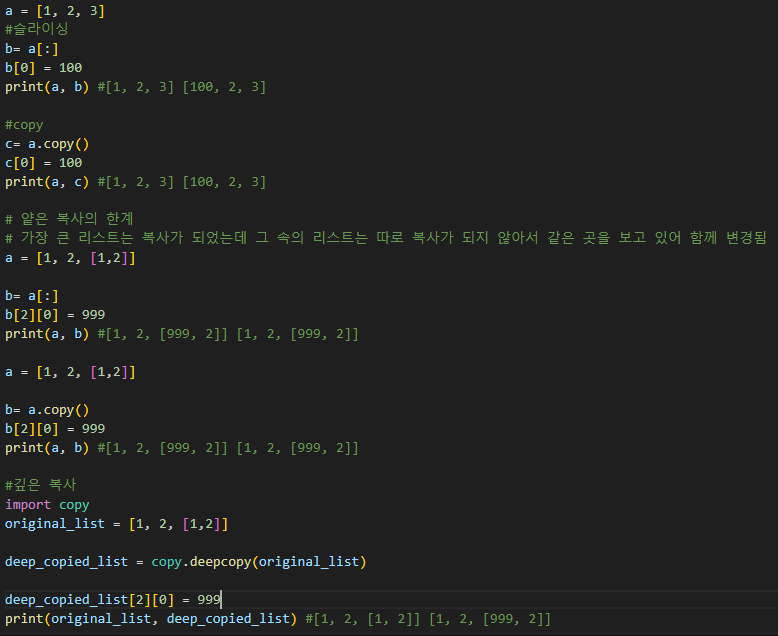 a = [1, 2, 3]
#슬라이싱
b= a[:]
b[0] = 100
print(a, b) #[1, 2, 3] [100, 2, 3]
#copy
c= a.copy()
c[0] = 100
print(a, c) #[1, 2, 3] [100, 2, 3]
# 얕은 복사의 한계
# 가장 큰 리스트는 복사가 되었는데 그 속의 리스트는 따로 복사가 되지 않아서 같은 곳을 보고 있어 함께 변경됨
a = [1, 2, [1,2]]
b= a[:]
b[2][0] = 999
print(a, b) #[1, 2, [999, 2]] [1, 2, [999, 2]]
a = [1, 2, [1,2]]
b= a.copy()
b[2][0] = 999
print(a, b) #[1, 2, [999, 2]] [1, 2, [999, 2]]
#깊은 복사
import copy
original_list = [1, 2, [1,2]]
deep_copied_list = copy.deepcopy(original_list)
deep_copied_list[2][0] = 999
print(original_list, deep_copied_list) #[1, 2, [1, 2]] [1, 2, [999, 2]]